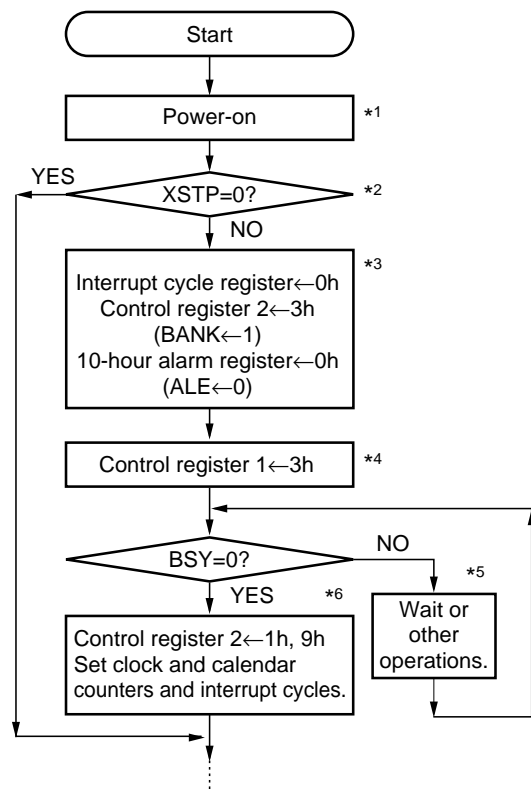 Start
Power-on
*1
YES
XSTP=0?
*2
NO
*3
Interrupt cycle register←0h
Control register 2←3h
(BANK←1)
10-hour alarm register←0h
(ALE←0)
Control register 1←3h
*4
BSY=0?
NO
*5
YES
*6
Wait or
other
operations.
Control register 2←1h, 9h
Set clock and calendar
counters and interrupt cycles.